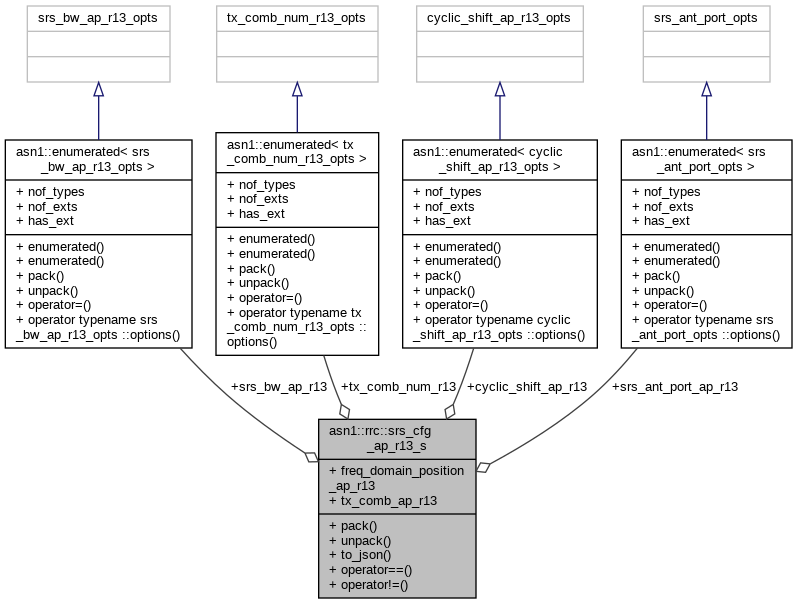 srs_bw_ap_r13_opts
tx_comb_num_r13_opts
cyclic_shift_ap_r13_opts
srs_ant_port_opts
asn1::enumerated< srs
_bw_ap_r13_opts >
+ nof_types
+ nof_exts
+ has_ext
+ enumerated()
+ enumerated()
+ pack()
+ unpack()
+ operator=()
+ operator typename srs
_bw_ap_r13_opts ::options()
asn1::enumerated< tx
_comb_num_r13_opts >
+ nof_types
+ nof_exts
+ has_ext
+ enumerated()
+ enumerated()
+ pack()
+ unpack()
+ operator=()
+ operator typename tx
_comb_num_r13_opts ::
options()
asn1::enumerated< cyclic
_shift_ap_r13_opts >
+ nof_types
+ nof_exts
+ has_ext
+ enumerated()
+ enumerated()
+ pack()
+ unpack()
+ operator=()
+ operator typename cyclic
_shift_ap_r13_opts ::options()
asn1::enumerated< srs
_ant_port_opts >
+ nof_types
+ nof_exts
+ has_ext
+ enumerated()
+ enumerated()
+ pack()
+ unpack()
+ operator=()
+ operator typename srs
_ant_port_opts ::options()
+srs_bw_ap_r13
+tx_comb_num_r13
+cyclic_shift_ap_r13
+srs_ant_port_ap_r13
asn1::rrc::srs_cfg
_ap_r13_s
+ freq_domain_position
_ap_r13
+ tx_comb_ap_r13
+ pack()
+ unpack()
+ to_json()
+ operator==()
+ operator!=()